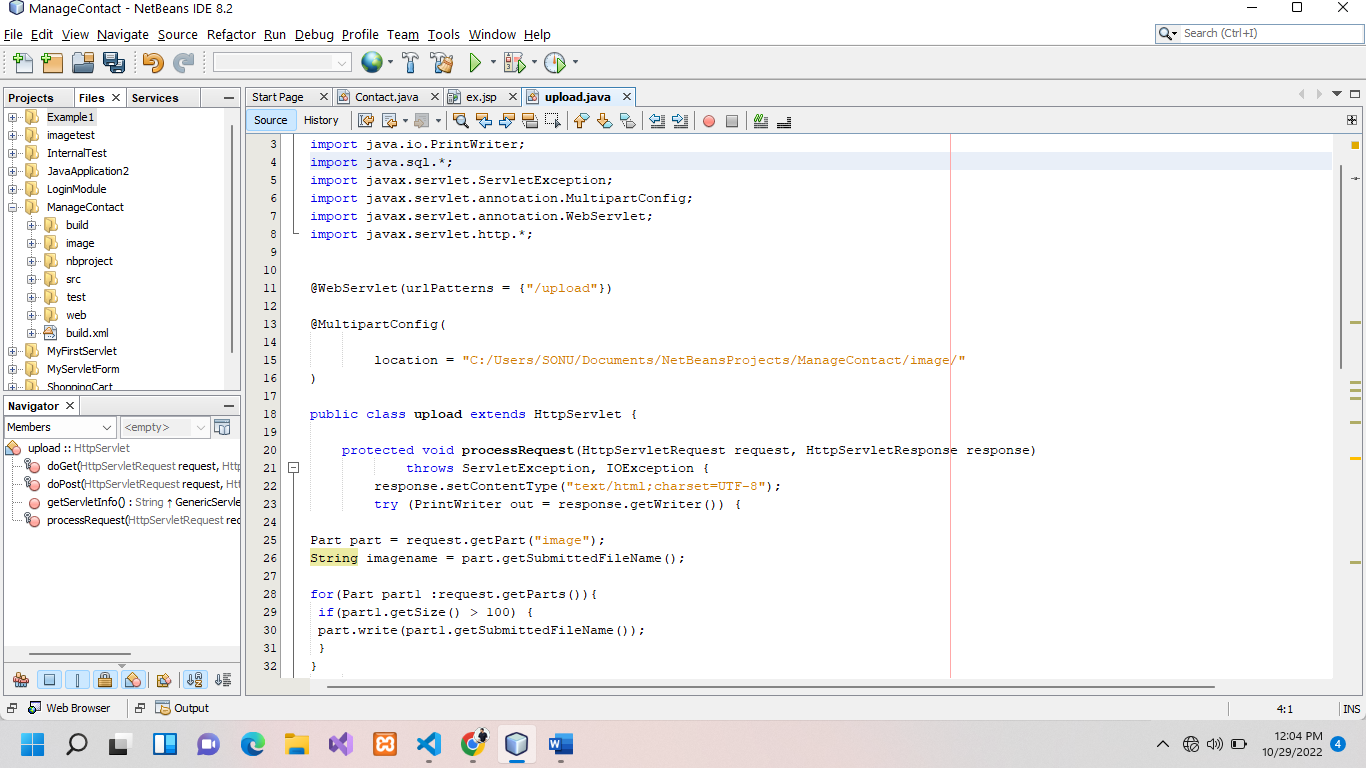 ManageContact - NetBeans IDE 8.2
File Edit View Navigate Source Refactor Run Debug Profile Team Tools Window Help
Search (Ctrl+I)
Projects Files Services
Start Page Contact.java ex.jsp upload.java
Source History
Example1
imagetest
InternalTest
JavaApplication2
LoginModule
ManageContact
build
image
nbproject
src
test
web
build.xml
MyFirstServlet
MyServletForm
ShoppingCart
Navigator
Members <empty>
upload :: HttpServlet
doGet(HttpServletRequest request, Http
doPost(HttpServletRequest request, Ht
getServletInfo() : String ↑ GenericServle
processRequest(HttpServletRequest rec
3 import java.io.PrintWriter;
4 import java.sql.*;
5 import javax.servlet.ServletException;
6 import javax.servlet.annotation.MultipartConfig;
7 import javax.servlet.annotation.WebServlet;
8 import javax.servlet.http.*;
9
10
11 @WebServlet(urlPatterns = {"/upload"})
12
13 @MultipartConfig(
14
15 location = "C:/Users/SONU/Documents/NetBeansProjects/ManageContact/image/"
16 )
17
18 public class upload extends HttpServlet {
19
20 protected void processRequest(HttpServletRequest request, HttpServletResponse response)
21 throws ServletException, IOException {
22 response.setContentType("text/html;charset=UTF-8");
23 try (PrintWriter out = response.getWriter()) {
24
25 Part part = request.getPart("image");
26 String imagename = part.getSubmittedFileName();
27
28 for(Part part1 :request.getParts()){
29 if(part1.getSize() > 100) {
30 part.write(part1.getSubmittedFileName());
31 }
32 }
Web Browser Output
4:1 INS
12:04 PM
10/29/2022
4